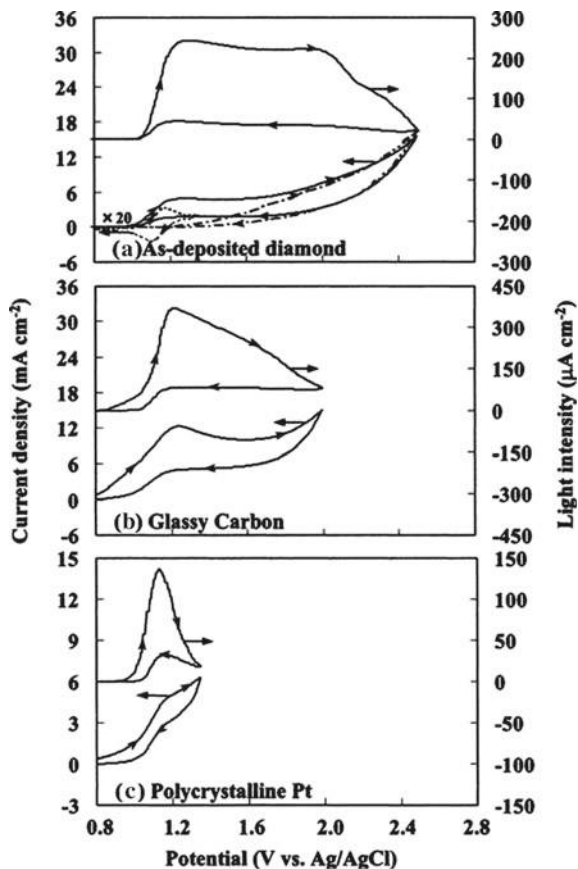 36 300
30 200
24 100
18 0
12 -100
6 -200
0 × 20
-6 -300
(a)As-deposited diamond
36 450
30 300
24 150
18 0
12 -150
6 -300
0
-6 -450
(b) Glassy Carbon
15 150
12 100
9 50
6 0
3 -50
0 -100
-3 -150
(c) Polycrystalline Pt
0.8 1.2 1.6 2.0 2.4 2.8
Potential (V vs. Ag/AgCl)
Current density (mA cm⁻²)
Light intensity (μA cm⁻²)